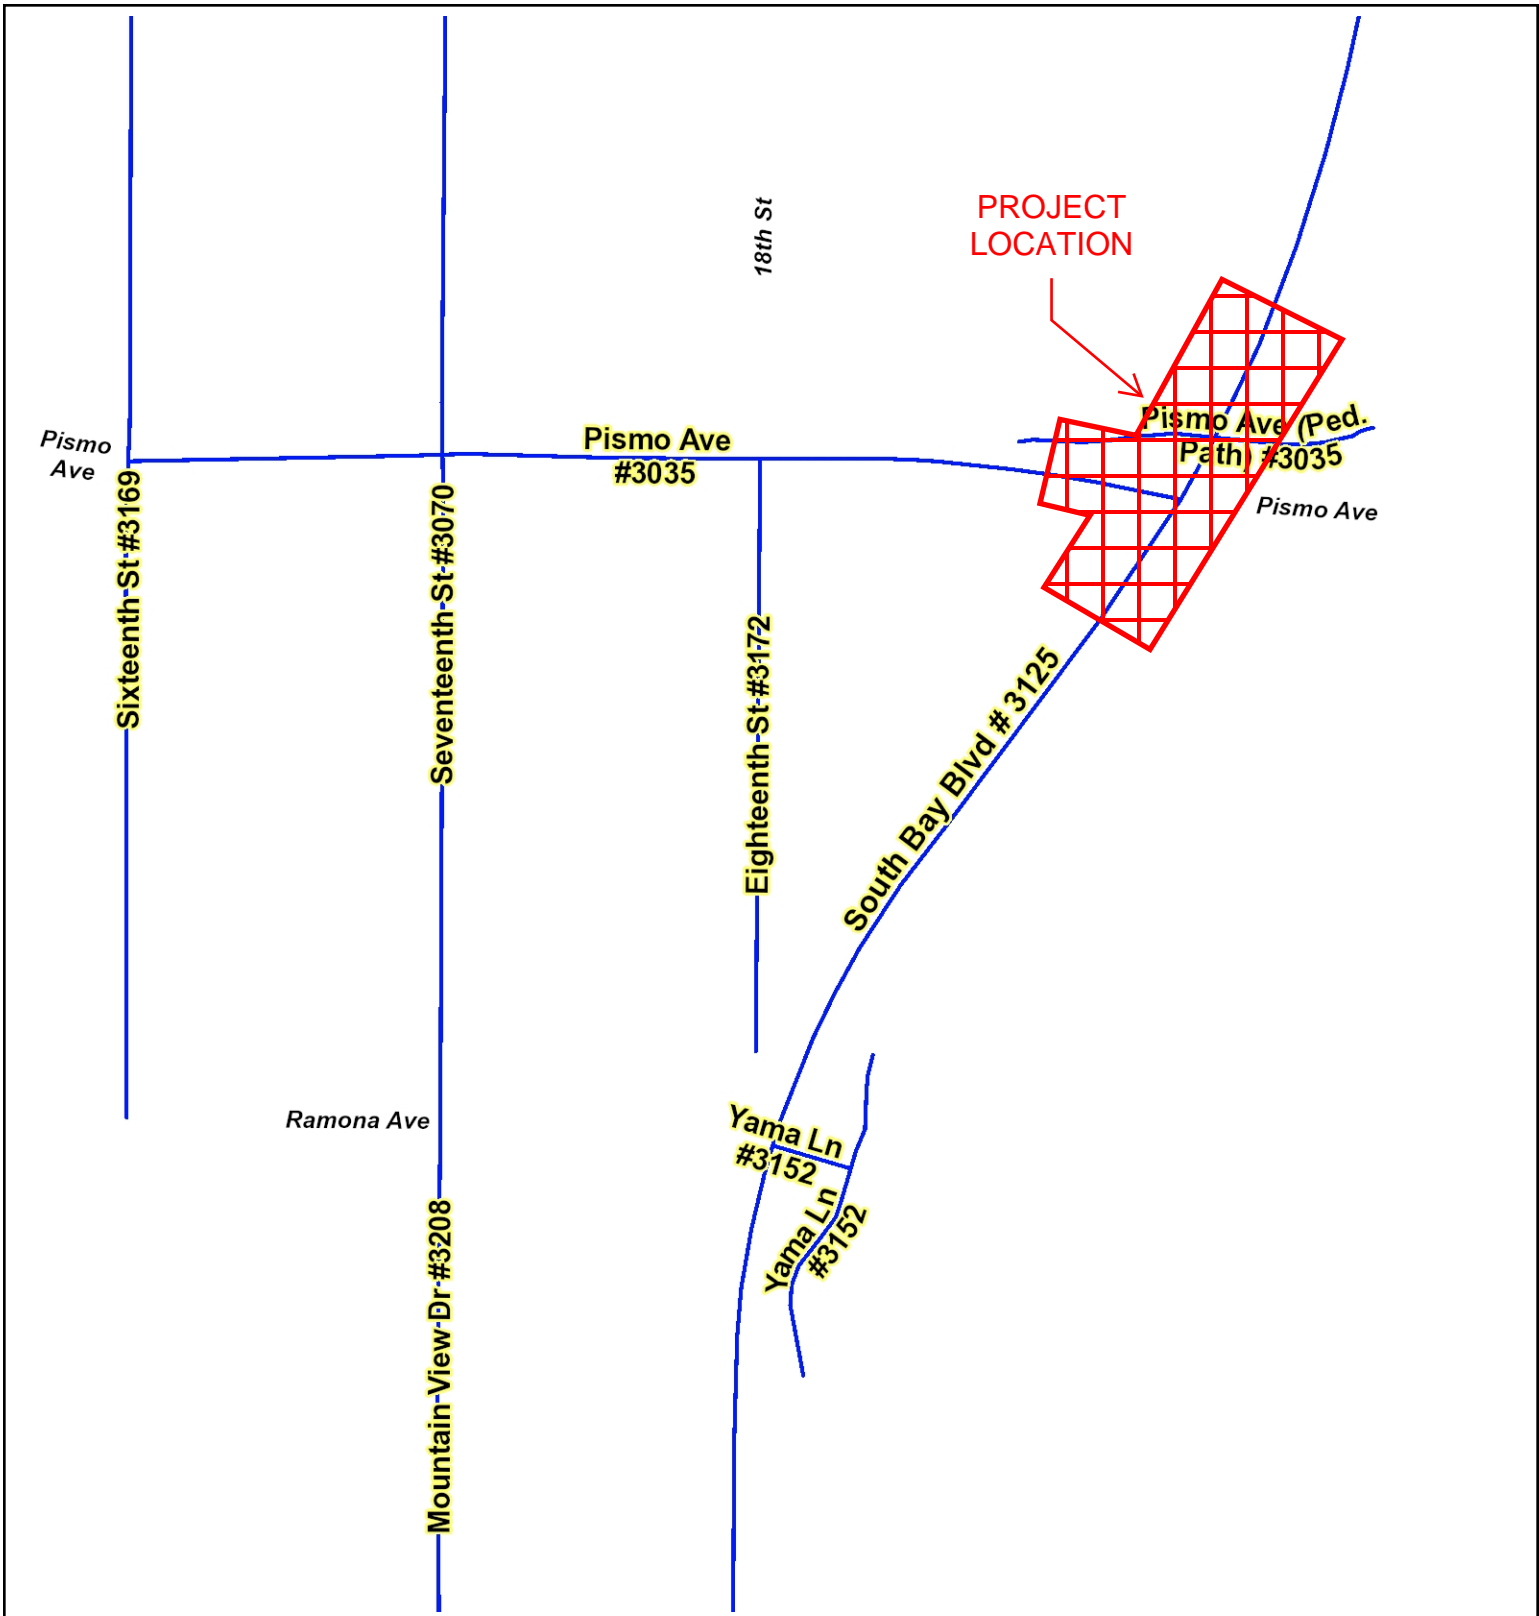 18th St
PROJECT
LOCATION
Pismo
Ave
Pismo Ave
#3035
Pismo Ave (Ped.
Path) #3035
Pismo Ave
Sixteenth St #3169
Seventeenth St #3070
Eighteenth St #3172
South Bay Blvd # 3125
Ramona Ave
Yama Ln
#3152
Yama Ln
#3152
Mountain View Dr #3208